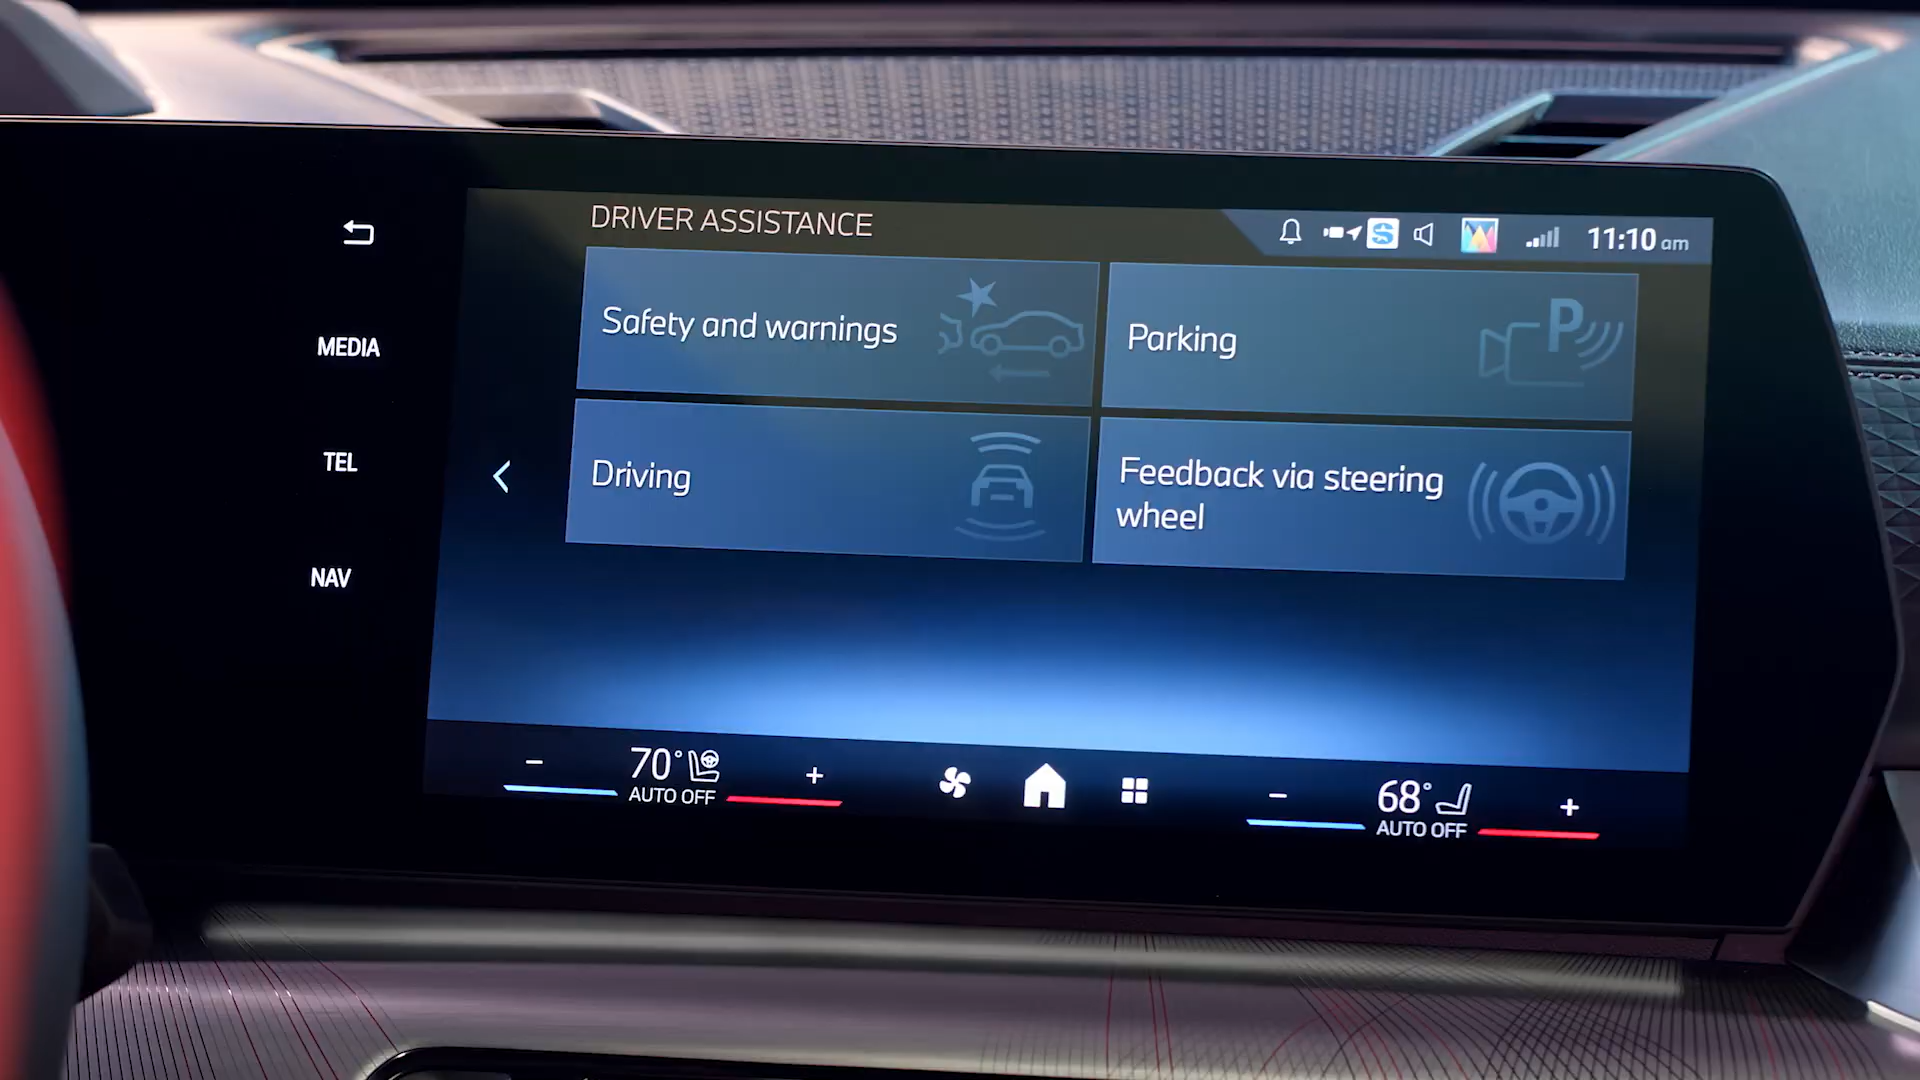 DRIVER ASSISTANCE
11:10 am
Safety and warnings
P
Parking
MEDIA
TEL
NAV
Driving
Feedback via steering
wheel
− 70° +
AUTO OFF
− 68° +
AUTO OFF